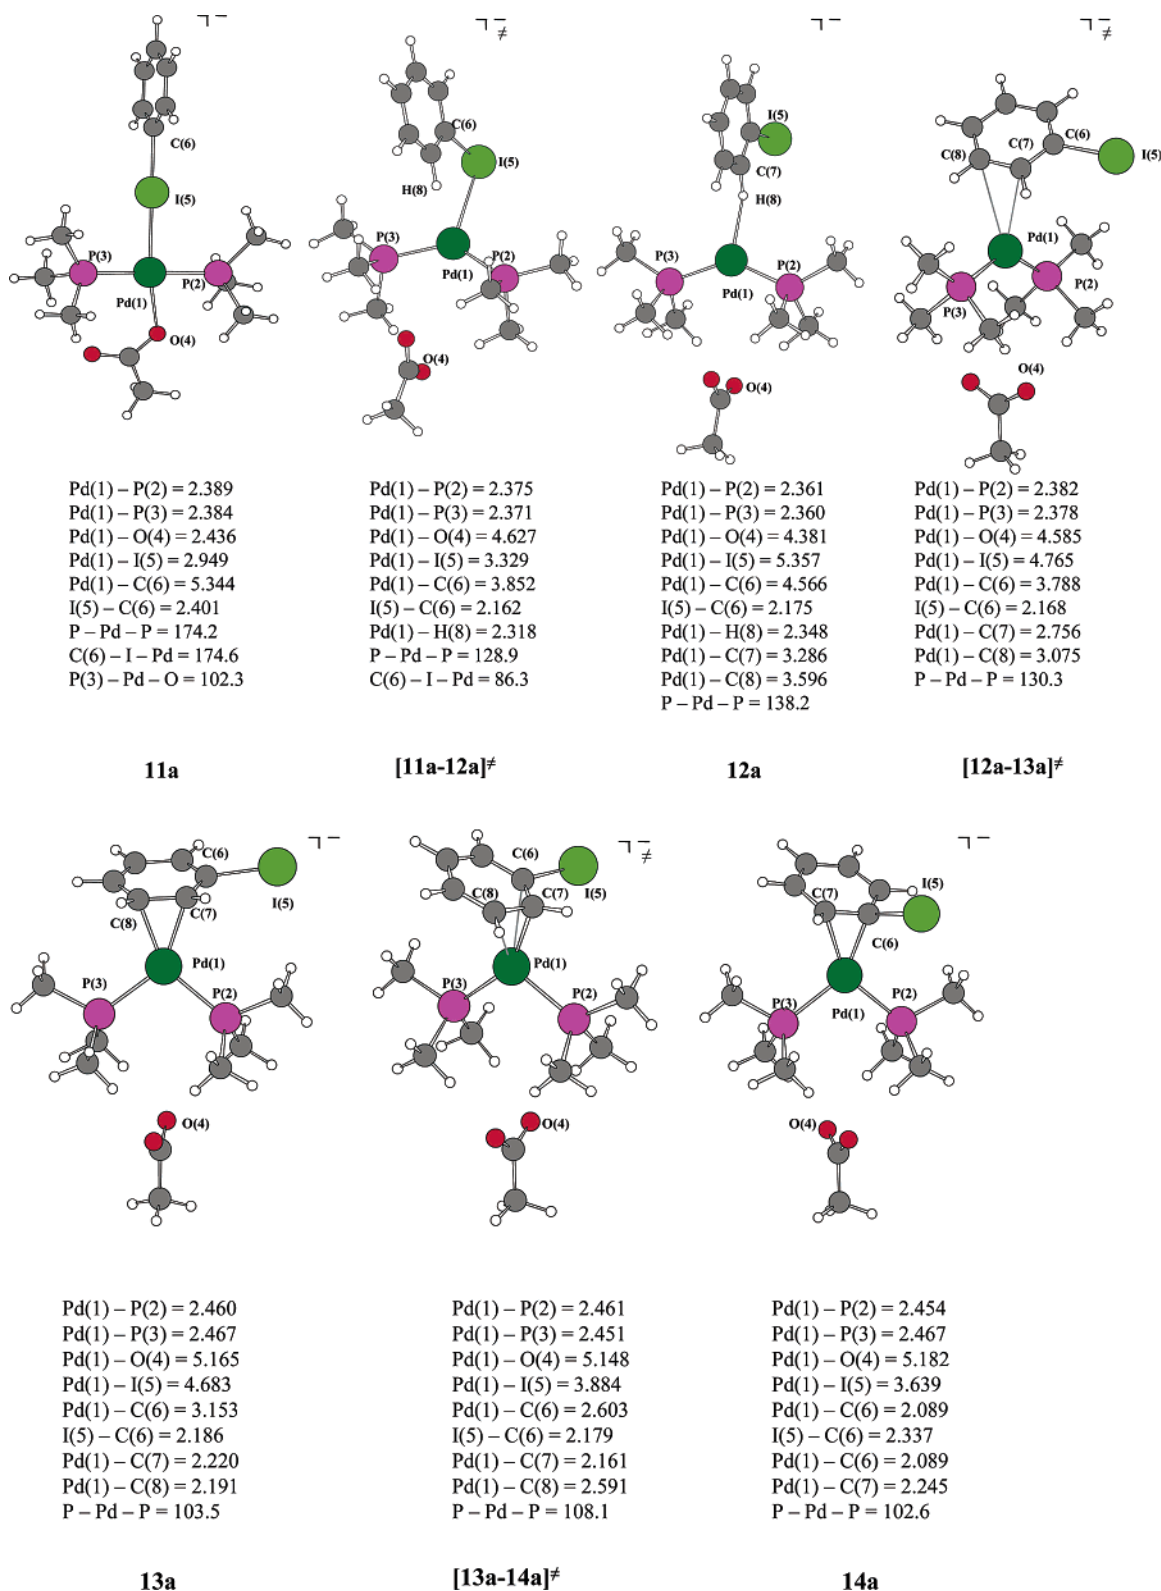 ⌝ −
C(6)
I(5)
P(3)
P(2)
Pd(1)
O(4)
Pd(1) – P(2) = 2.389
Pd(1) – P(3) = 2.384
Pd(1) – O(4) = 2.436
Pd(1) – I(5) = 2.949
Pd(1) – C(6) = 5.344
I(5) – C(6) = 2.401
P – Pd – P = 174.2
C(6) – I – Pd = 174.6
P(3) – Pd – O = 102.3
11a
⌝ −
≠
C(6)
I(5)
H(8)
P(3)
P(2)
Pd(1)
O(4)
Pd(1) – P(2) = 2.375
Pd(1) – P(3) = 2.371
Pd(1) – O(4) = 4.627
Pd(1) – I(5) = 3.329
Pd(1) – C(6) = 3.852
I(5) – C(6) = 2.162
Pd(1) – H(8) = 2.318
P – Pd – P = 128.9
C(6) – I – Pd = 86.3
[11a-12a]≠
⌝ −
I(5)
C(7)
H(8)
P(3)
P(2)
Pd(1)
O(4)
Pd(1) – P(2) = 2.361
Pd(1) – P(3) = 2.360
Pd(1) – O(4) = 4.381
Pd(1) – I(5) = 5.357
Pd(1) – C(6) = 4.566
I(5) – C(6) = 2.175
Pd(1) – H(8) = 2.348
Pd(1) – C(7) = 3.286
Pd(1) – C(8) = 3.596
P – Pd – P = 138.2
12a
⌝ −
≠
C(6)
C(8)
C(7)
I(5)
Pd(1)
P(2)
P(3)
O(4)
Pd(1) – P(2) = 2.382
Pd(1) – P(3) = 2.378
Pd(1) – O(4) = 4.585
Pd(1) – I(5) = 4.765
Pd(1) – C(6) = 3.788
I(5) – C(6) = 2.168
Pd(1) – C(7) = 2.756
Pd(1) – C(8) = 3.075
P – Pd – P = 130.3
[12a-13a]≠
⌝ −
C(6)
I(5)
C(7)
C(8)
Pd(1)
P(3)
P(2)
O(4)
Pd(1) – P(2) = 2.460
Pd(1) – P(3) = 2.467
Pd(1) – O(4) = 5.165
Pd(1) – I(5) = 4.683
Pd(1) – C(6) = 3.153
I(5) – C(6) = 2.186
Pd(1) – C(7) = 2.220
Pd(1) – C(8) = 2.191
P – Pd – P = 103.5
13a
⌝ −
≠
C(6)
C(8)
C(7)
I(5)
Pd(1)
P(3)
P(2)
O(4)
Pd(1) – P(2) = 2.461
Pd(1) – P(3) = 2.451
Pd(1) – O(4) = 5.148
Pd(1) – I(5) = 3.884
Pd(1) – C(6) = 2.603
I(5) – C(6) = 2.179
Pd(1) – C(7) = 2.161
Pd(1) – C(8) = 2.591
P – Pd – P = 108.1
[13a-14a]≠
⌝ −
I(5)
C(7)
C(6)
P(3)
P(2)
Pd(1)
O(4)
Pd(1) – P(2) = 2.454
Pd(1) – P(3) = 2.467
Pd(1) – O(4) = 5.182
Pd(1) – I(5) = 3.639
Pd(1) – C(6) = 2.089
I(5) – C(6) = 2.337
Pd(1) – C(6) = 2.089
Pd(1) – C(7) = 2.245
P – Pd – P = 102.6
14a